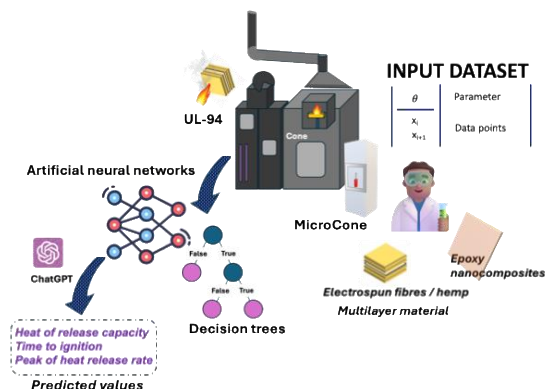 INPUT DATASET
θ
Parameter
xᵢ
xᵢ₊₁
Data points
UL-94
Cone
MicroCone
Artificial neural networks
ChatGPT
False
True
False
True
Decision trees
Epoxy
nanocomposites
Electrospun fibres / hemp
Multilayer material
Heat of release capacity
Time to ignition
Peak of heat release rate
Predicted values